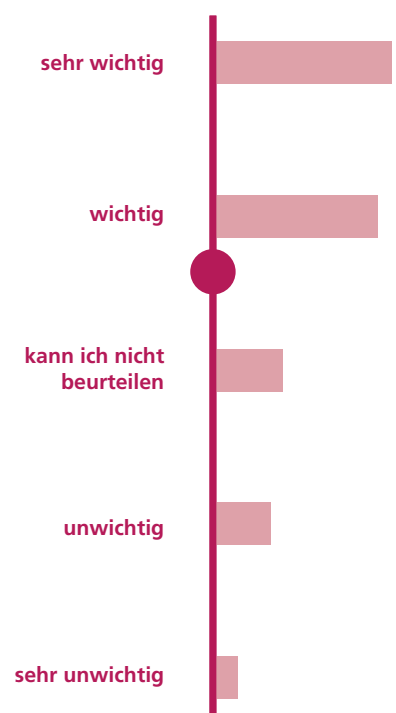 sehr wichtig
wichtig
kann ich nicht
beurteilen
unwichtig
sehr unwichtig